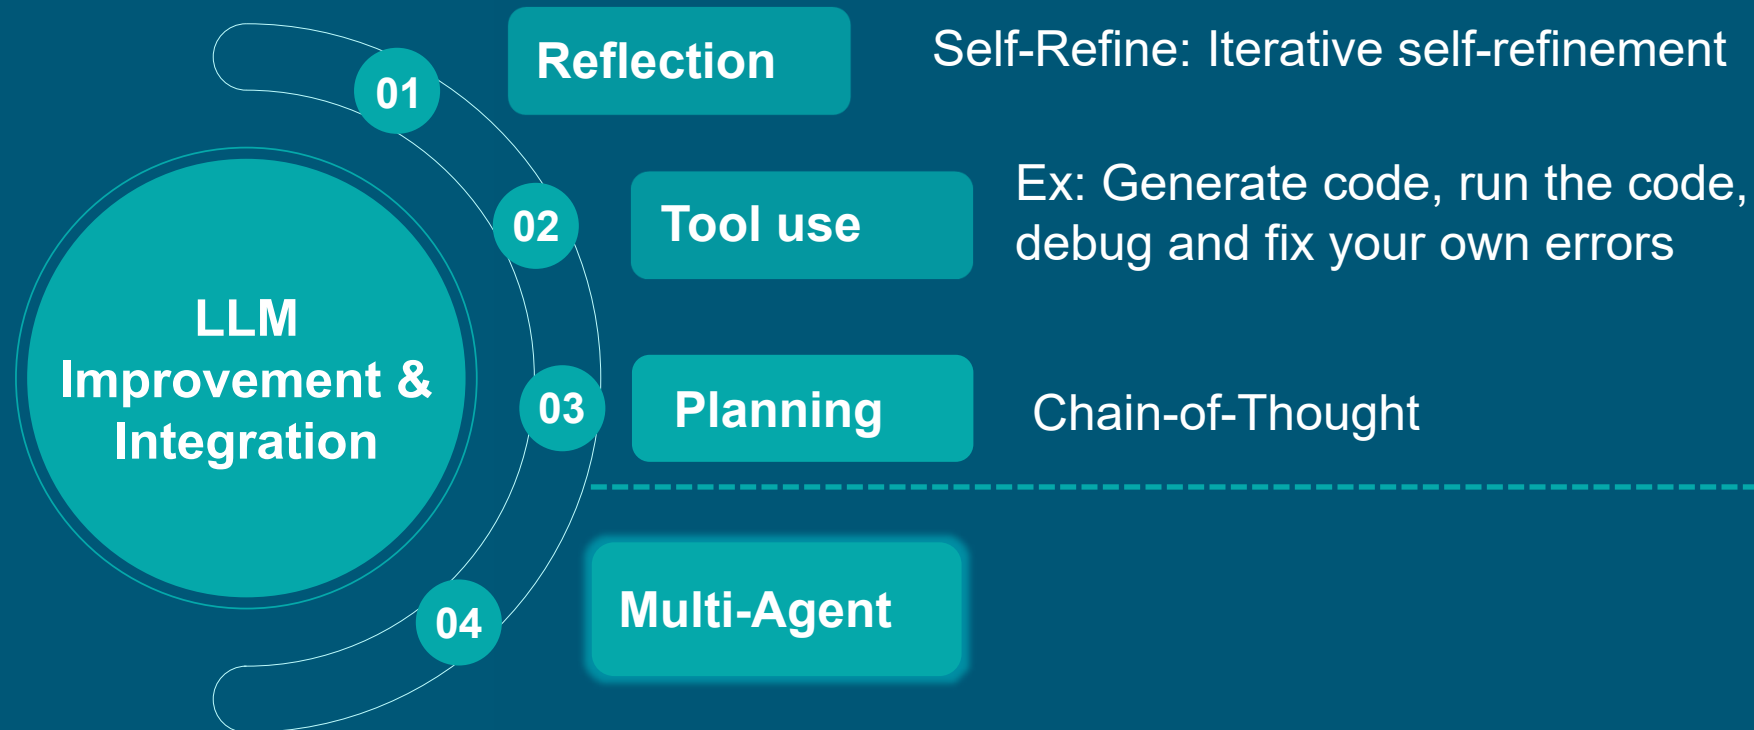 LLM
Improvement &
Integration
01
Reflection
Self-Refine: Iterative self-refinement
02
Tool use
Ex: Generate code, run the code,
debug and fix your own errors
03
Planning
Chain-of-Thought
04
Multi-Agent